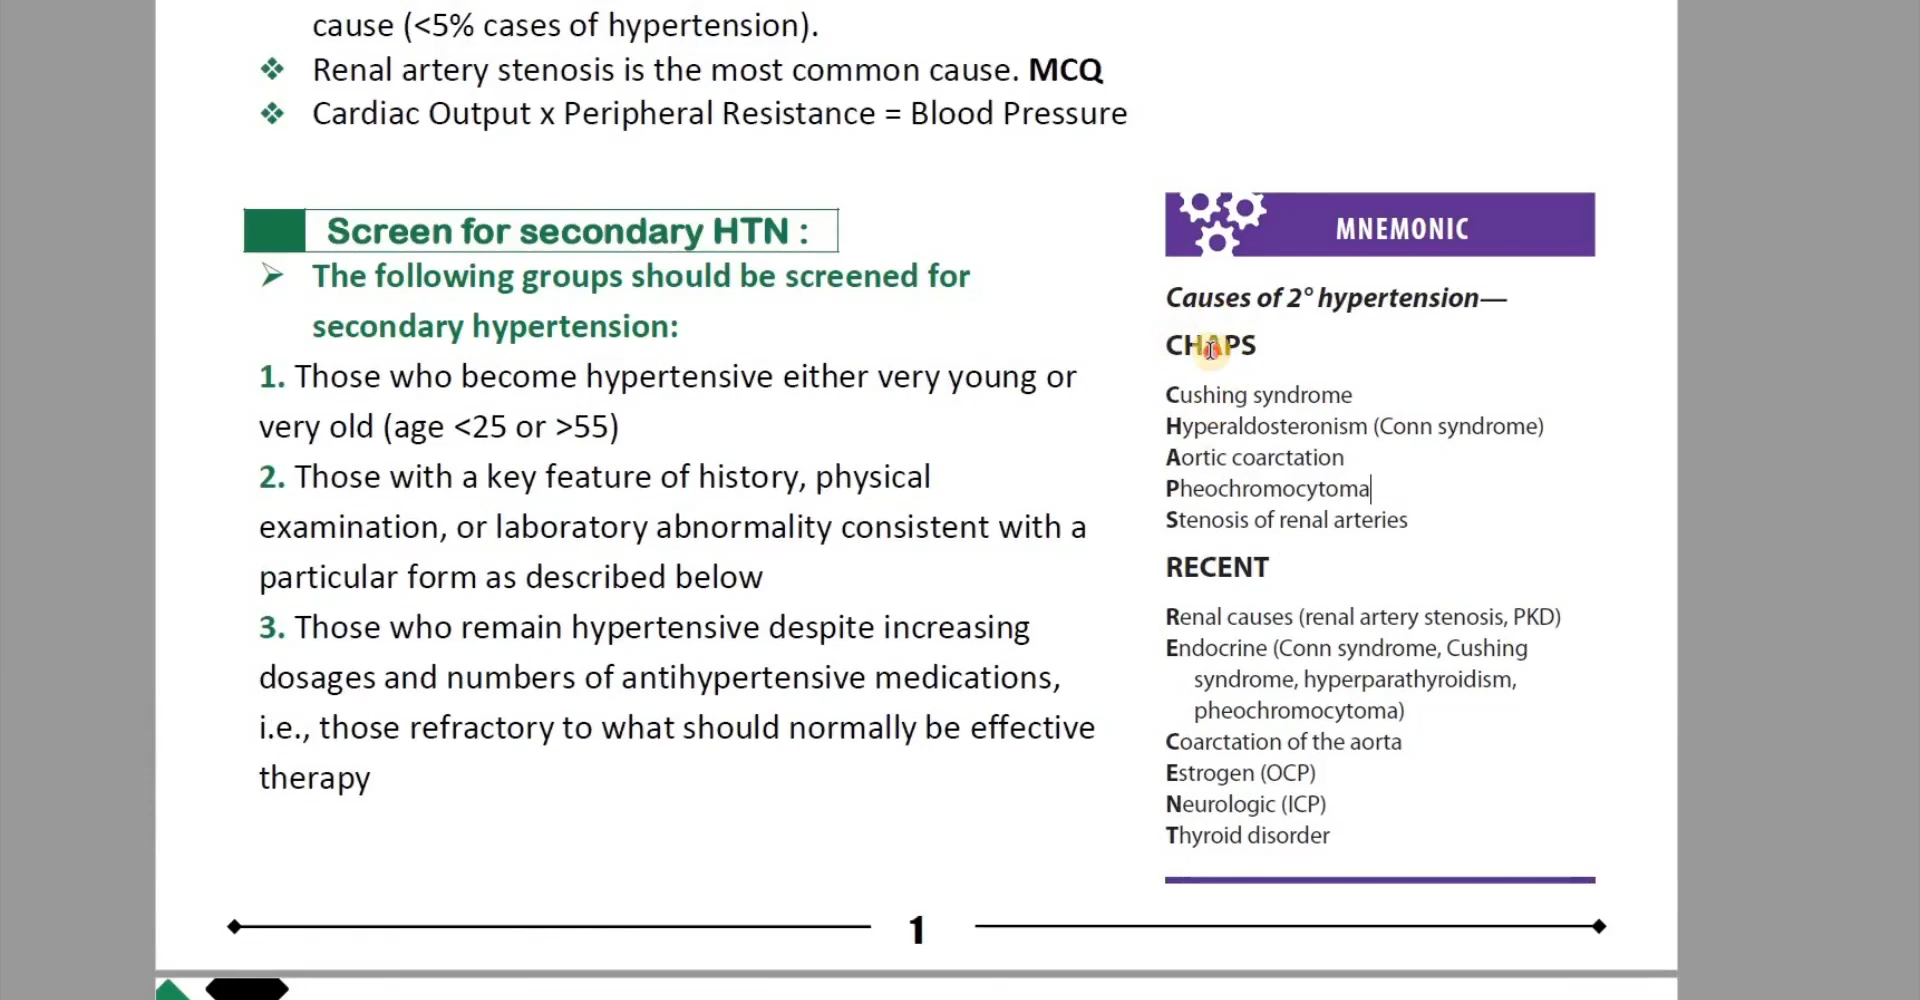 cause (<5% cases of hypertension).
❖ Renal artery stenosis is the most common cause. MCQ
❖ Cardiac Output x Peripheral Resistance = Blood Pressure
Screen for secondary HTN :
➢ The following groups should be screened for
secondary hypertension:
1. Those who become hypertensive either very young or
very old (age <25 or >55)
2. Those with a key feature of history, physical
examination, or laboratory abnormality consistent with a
particular form as described below
3. Those who remain hypertensive despite increasing
dosages and numbers of antihypertensive medications,
i.e., those refractory to what should normally be effective
therapy
MNEMONIC
Causes of 2° hypertension—
CHAPS
Cushing syndrome
Hyperaldosteronism (Conn syndrome)
Aortic coarctation
Pheochromocytoma
Stenosis of renal arteries
RECENT
Renal causes (renal artery stenosis, PKD)
Endocrine (Conn syndrome, Cushing
syndrome, hyperparathyroidism,
pheochromocytoma)
Coarctation of the aorta
Estrogen (OCP)
Neurologic (ICP)
Thyroid disorder
1